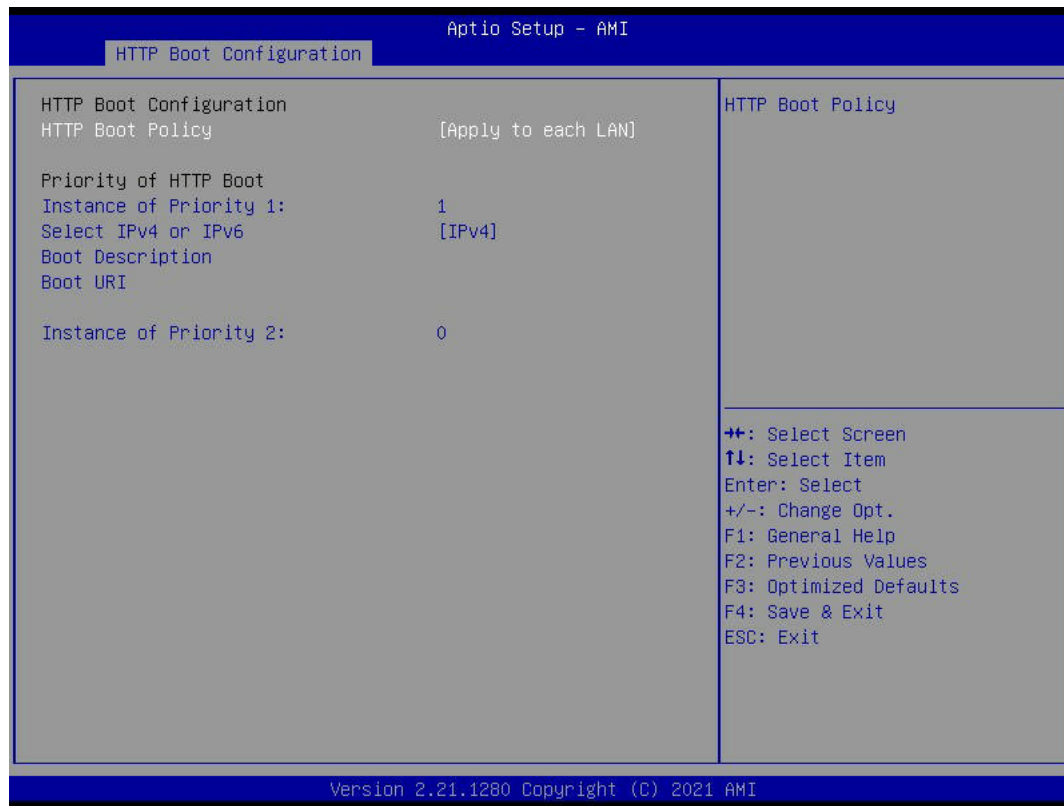 Aptio Setup - AMI
HTTP Boot Configuration
HTTP Boot Configuration
HTTP Boot Policy [Apply to each LAN]
Priority of HTTP Boot
Instance of Priority 1: 1
Select IPv4 or IPv6 [IPv4]
Boot Description
Boot URI
Instance of Priority 2: 0
HTTP Boot Policy
→←: Select Screen
↑↓: Select Item
Enter: Select
+/-: Change Opt.
F1: General Help
F2: Previous Values
F3: Optimized Defaults
F4: Save & Exit
ESC: Exit
Version 2.21.1280 Copyright (C) 2021 AMI